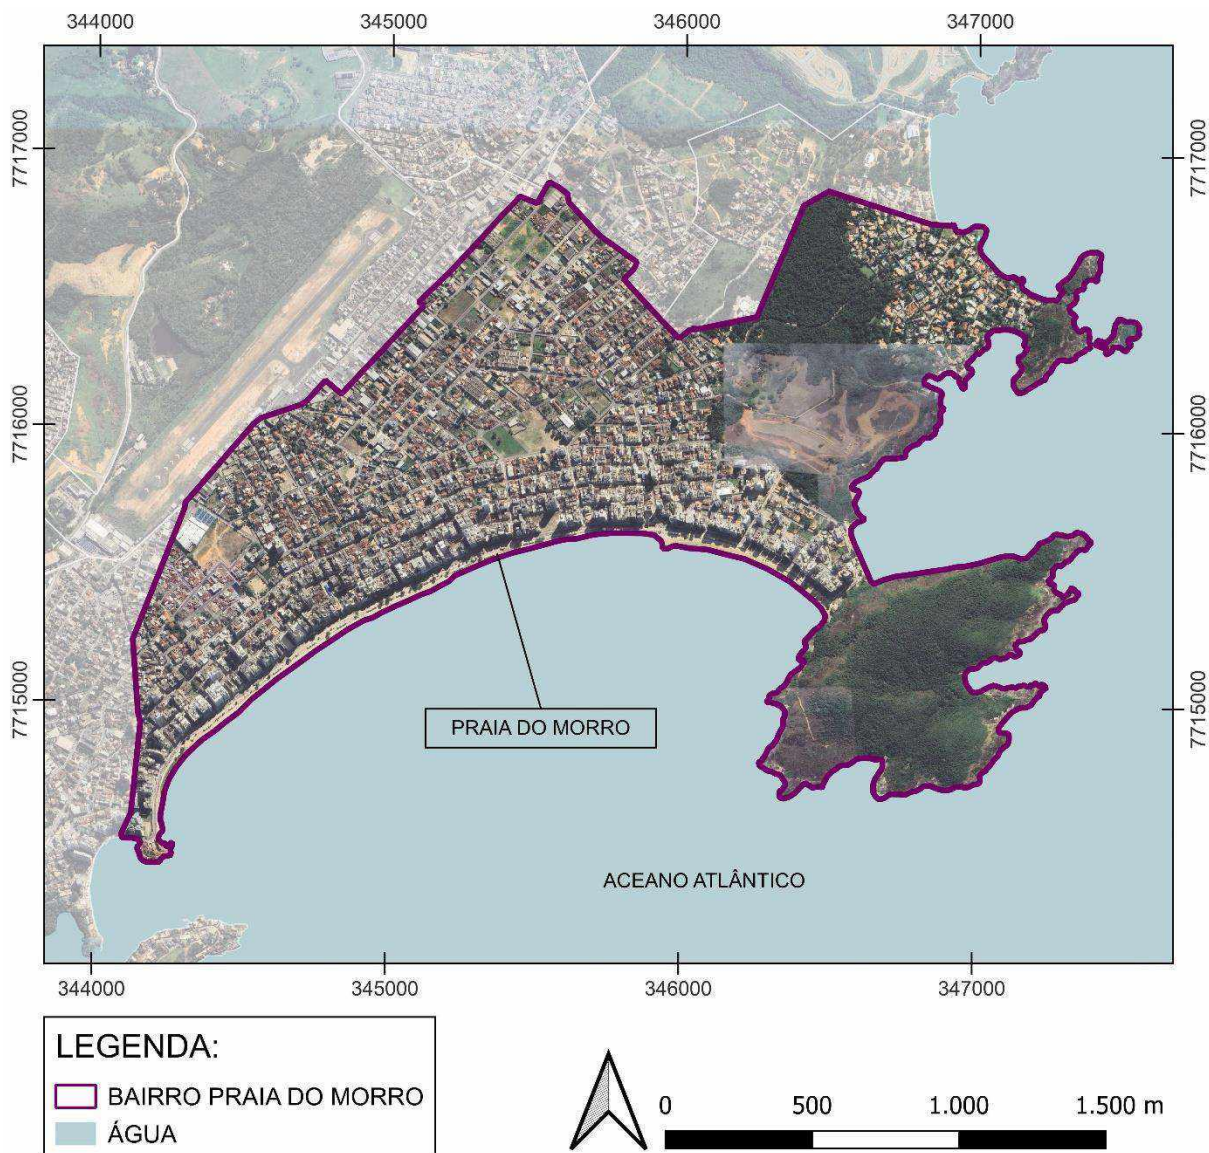 344000 345000 346000 347000
7717000 7717000
7716000 7716000
7715000 7715000
PRAIA DO MORRO
ACEANO ATLÂNTICO
344000 345000 346000 347000
LEGENDA:
BAIRRO PRAIA DO MORRO
ÁGUA
0 500 1.000 1.500 m